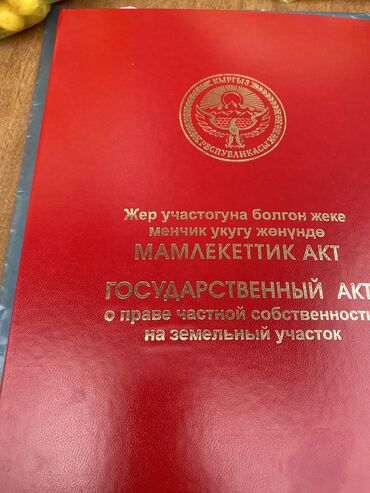 КЫРГЫЗ
РЕСПУБЛИКАСЫ
Жер участогуна болгон жеке
менчик укугу жөнүндө
МАМЛЕКЕТТИК АКТ
ГОСУДАРСТВЕННЫЙ АКТ
о праве частной собственности
на земельный участок